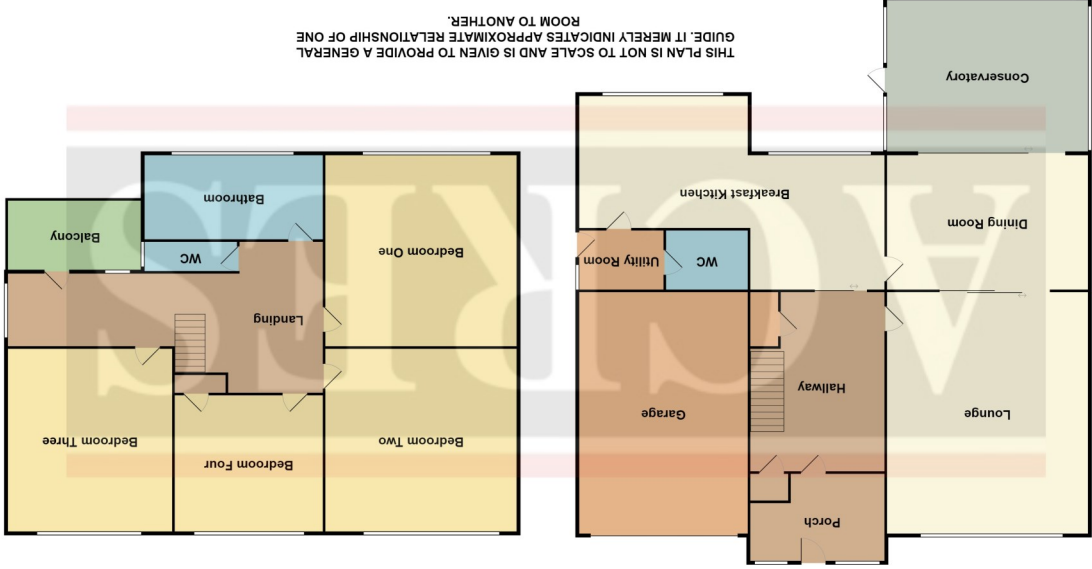 Porch
Lounge
Hallway
Garage
WC
Utility Room
Dining Room
Breakfast Kitchen
Conservatory
Bedroom Two
Bedroom Four
Bedroom Three
Landing
Bedroom One
WC
Balcony
Bathroom
ACRES
THIS PLAN IS NOT TO SCALE AND IS GIVEN TO PROVIDE A GENERAL
GUIDE. IT MERELY INDICATES APPROXIMATE RELATIONSHIP OF ONE
ROOM TO ANOTHER.